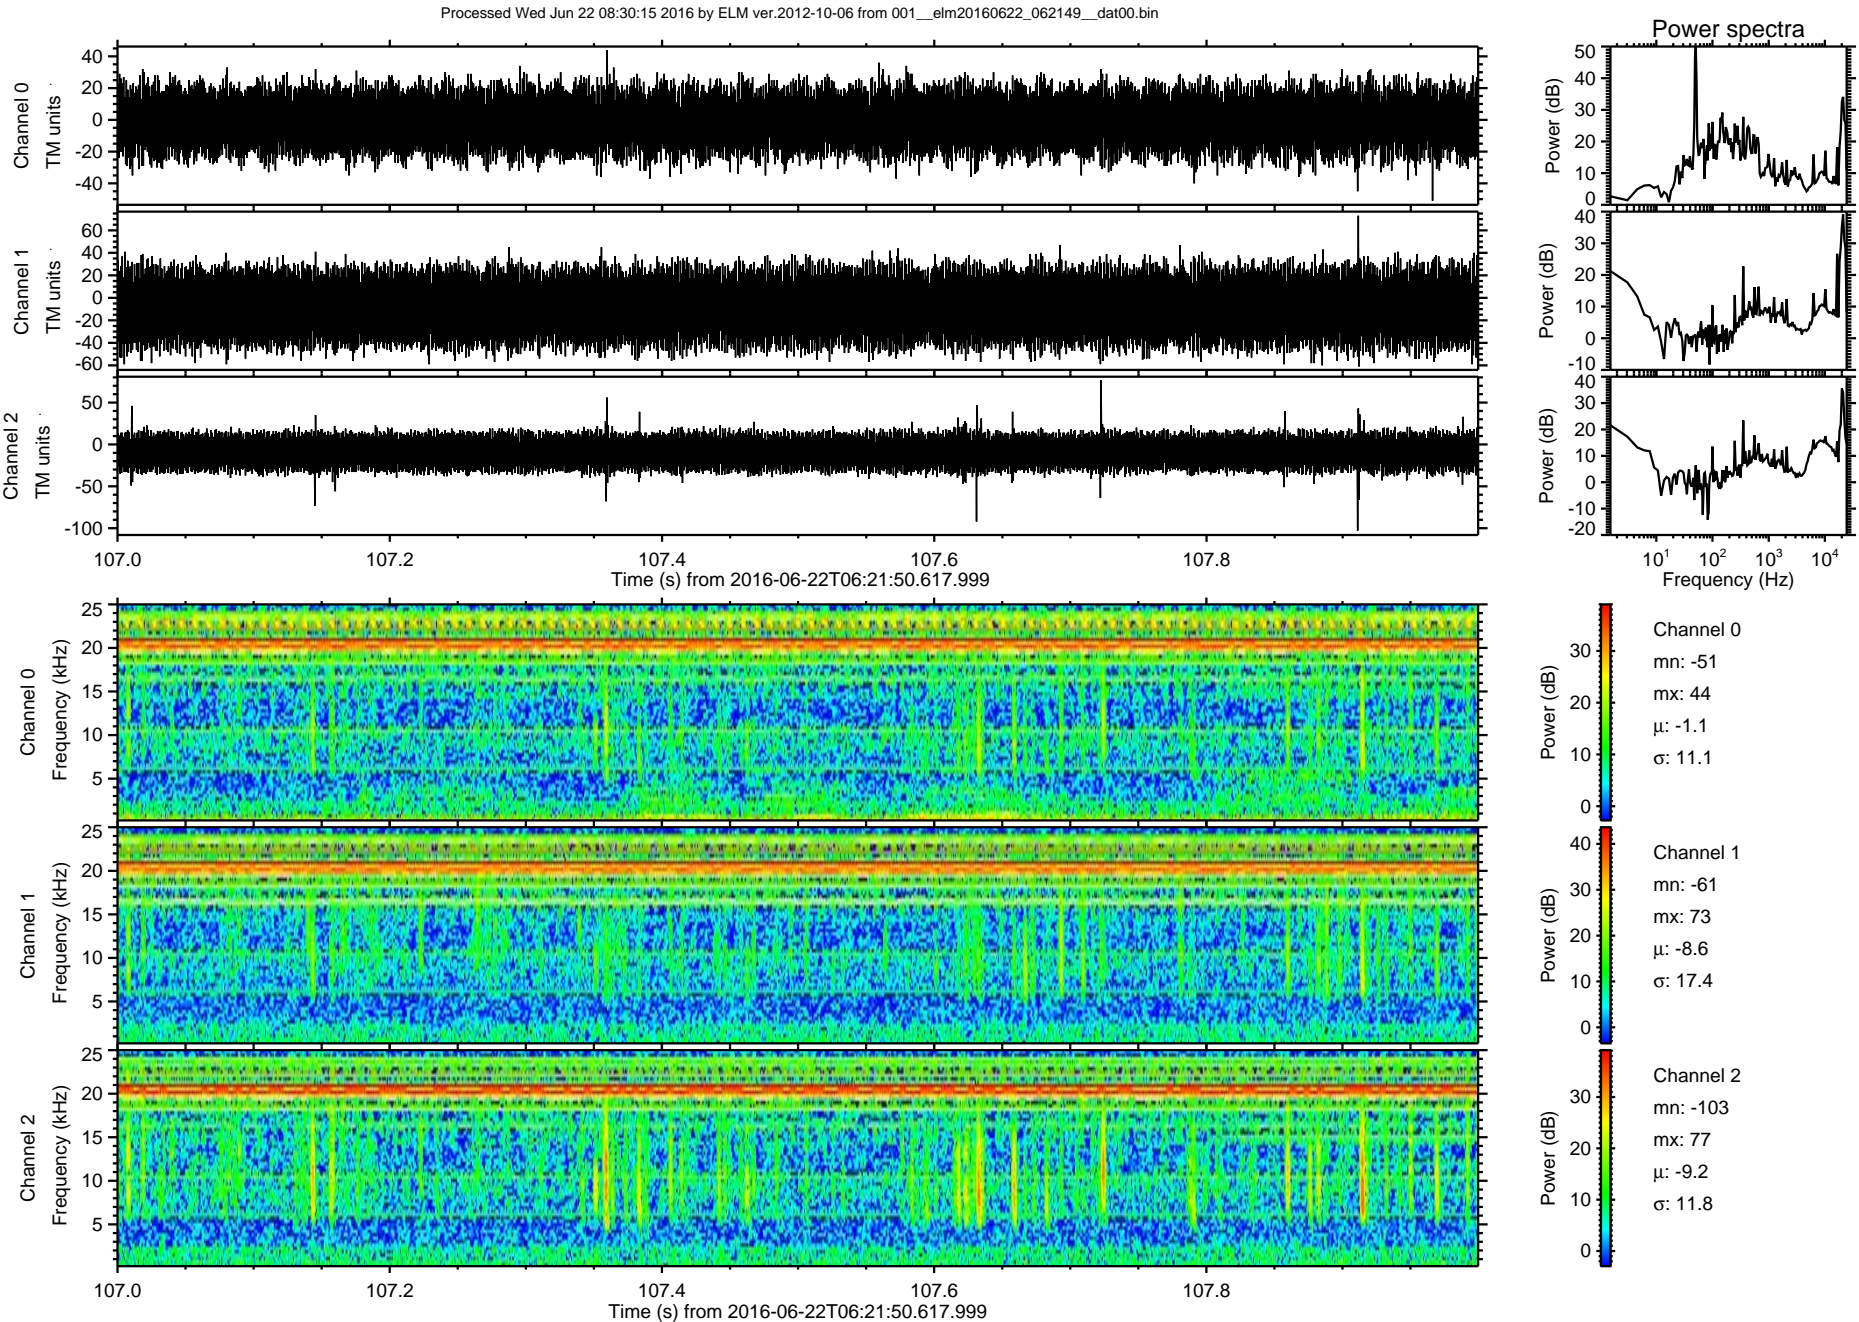 Processed Wed Jun 22 08:30:15 2016 by ELM ver.2012-10-06 from 001__elm20160622_062149__dat00.bin
Power spectra
Channel 0
TM units
40
20
0
-20
-40
Power (dB)
50
40
30
20
10
0
Channel 1
TM units
60
40
20
0
-20
-40
-60
Power (dB)
40
30
20
10
0
-10
Channel 2
TM units
50
0
-50
-100
Power (dB)
40
30
20
10
0
-10
-20
107.0 107.2 107.4 107.6 107.8
Time (s) from 2016-06-22T06:21:50.617.999
10¹ 10² 10³ 10⁴
Frequency (Hz)
Channel 0
Frequency (kHz)
25
20
15
10
5
Power (dB)
30
20
10
0
Channel 0
mn: -51
mx: 44
μ: -1.1
σ: 11.1
Channel 1
Frequency (kHz)
25
20
15
10
5
Power (dB)
40
30
20
10
0
Channel 1
mn: -61
mx: 73
μ: -8.6
σ: 17.4
Channel 2
Frequency (kHz)
25
20
15
10
5
Power (dB)
30
20
10
0
Channel 2
mn: -103
mx: 77
μ: -9.2
σ: 11.8
107.0 107.2 107.4 107.6 107.8
Time (s) from 2016-06-22T06:21:50.617.999